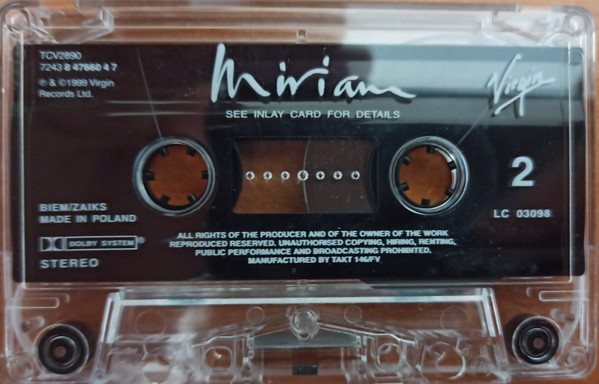 TCV2890
7243 8 47660 4 7
℗ & ©1999 Virgin
Records Ltd.
Miriam
Virgin
SEE INLAY CARD FOR DETAILS
2
BIEM/ZAIKS
MADE IN POLAND
LC 03098
DOLBY SYSTEM®
STEREO
ALL RIGHTS OF THE PRODUCER AND OF THE OWNER OF THE WORK
REPRODUCED RESERVED. UNAUTHORISED COPYING, HIRING, RENTING,
PUBLIC PERFORMANCE AND BROADCASTING PROHIBITED.
MANUFACTURED BY TAKT 146/FV